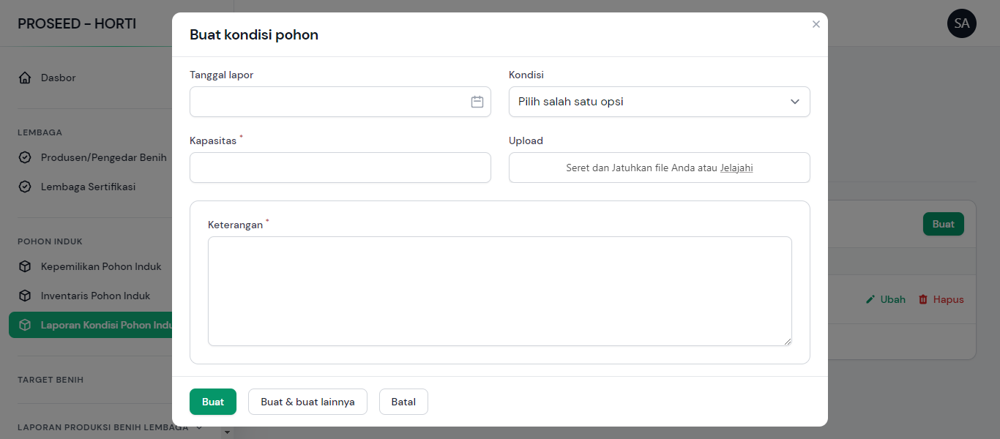 PROSEED - HORTI
SA
Dasbor
LEMBAGA
Produsen/Pengedar Benih
Lembaga Sertifikasi
POHON INDUK
Kepemilikan Pohon Induk
Inventaris Pohon Induk
Laporan Kondisi Pohon Indu
TARGET BENIH
LAPORAN PRODUKSI BENIH LEMBAGA
Buat kondisi pohon
Tanggal lapor
Kondisi
Pilih salah satu opsi
Kapasitas *
Upload
Seret dan Jatuhkan file Anda atau Jelajahi
Keterangan *
Buat
Buat & buat lainnya
Batal
Buat
Ubah
Hapus